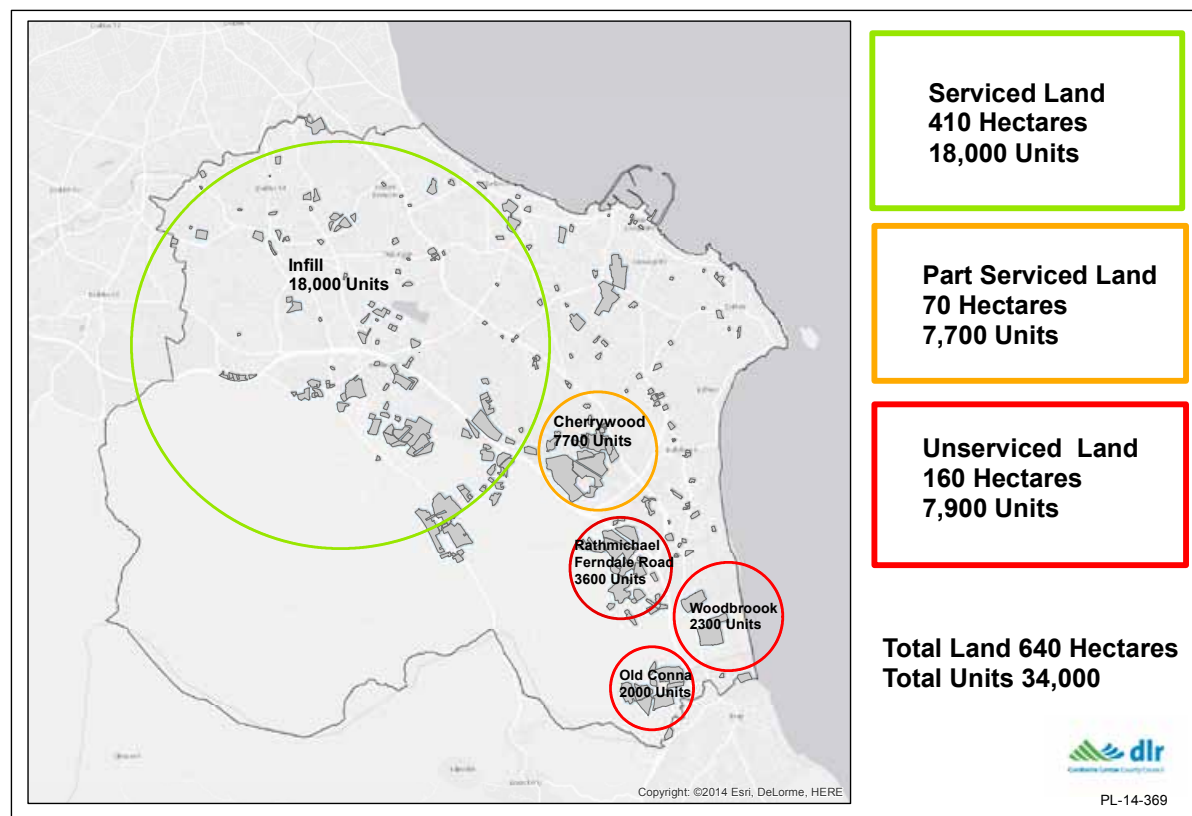 Infill
18,000 Units
Cherrywood
7700 Units
Rathmichael
Ferndale Road
3600 Units
Woodbroook
2300 Units
Old Conna
2000 Units
Copyright: ©2014 Esri, DeLorme, HERE
Serviced Land
410 Hectares
18,000 Units
Part Serviced Land
70 Hectares
7,700 Units
Unserviced Land
160 Hectares
7,900 Units
Total Land 640 Hectares
Total Units 34,000
dlr
County Council
PL-14-369